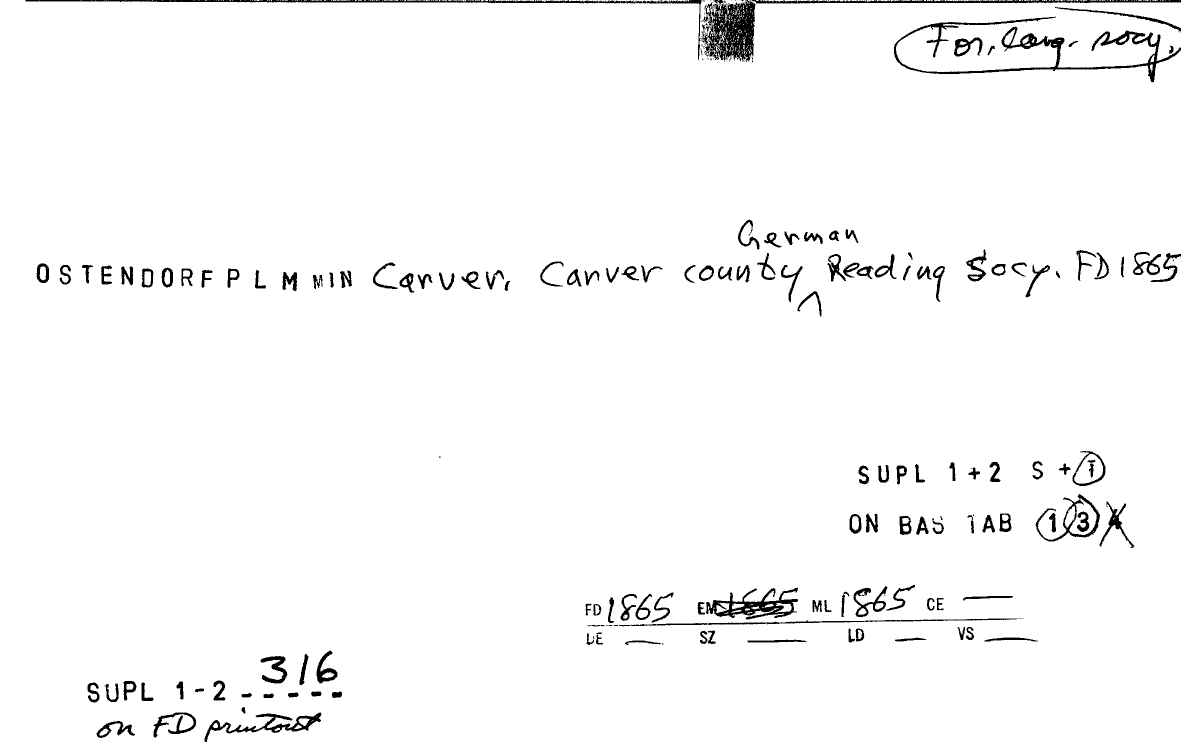 For. lang. socy.
German
OSTENDORF P L M MIN Carver, Carver county Reading Socy. FD 1865
SUPL 1+2 S + T
ON BAS TAB 1 3 4
FD 1865 EM 1865 ML 1865 CE —
DE — SZ — LD — VS —
SUPL 1-2 316
on FD printout